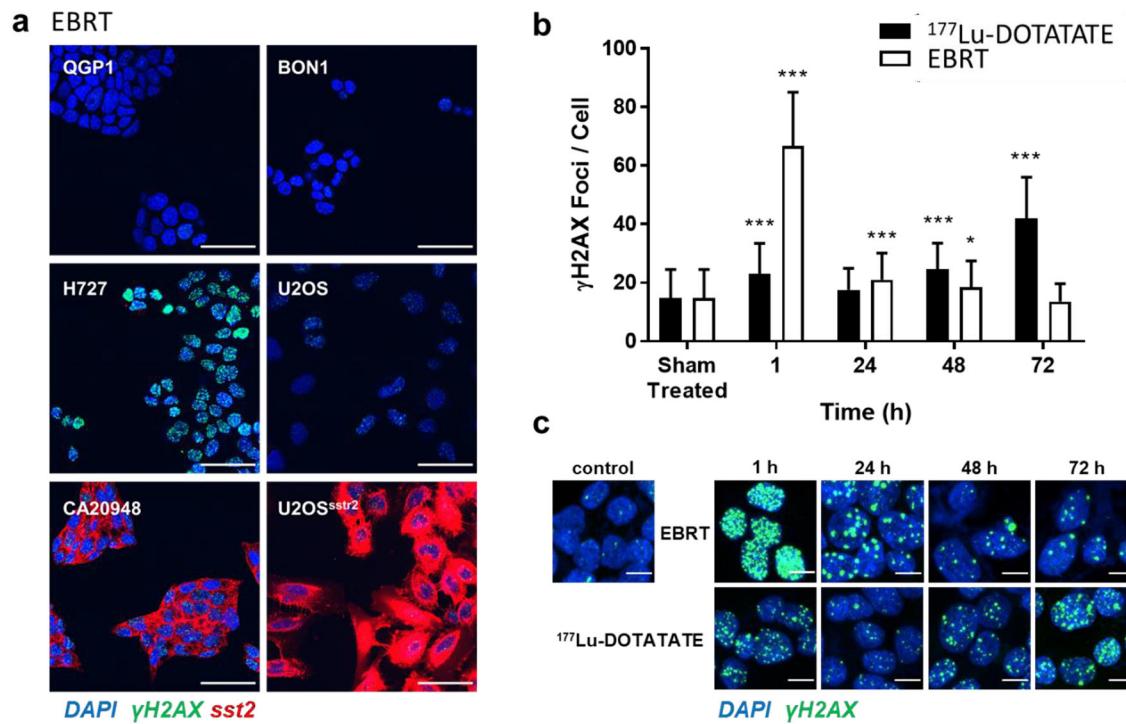 a EBRT
QGP1 BON1
H727 U2OS
CA20948 U2OS^sstr2
DAPI γH2AX sst2
b
¹⁷⁷Lu-DOTATATE
EBRT
γH2AX Foci / Cell
100
80
60
40
20
0
***
***
***
***
*
***
Sham
Treated
1 24 48 72
Time (h)
c
control 1 h 24 h 48 h 72 h
EBRT
¹⁷⁷Lu-DOTATATE
DAPI γH2AX